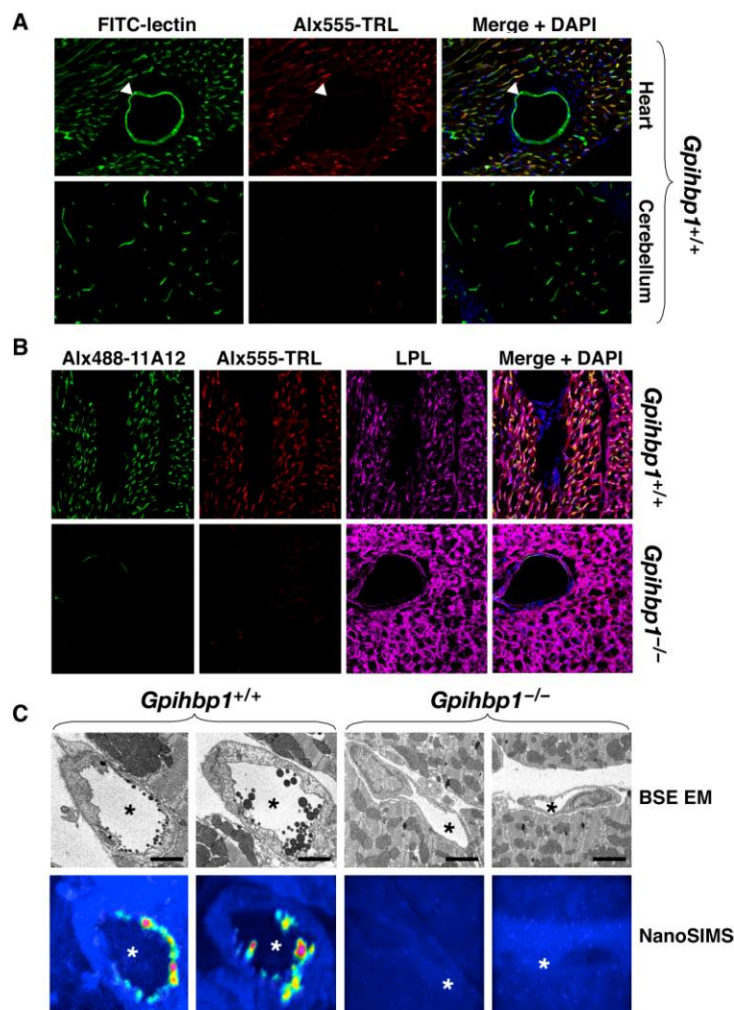 A
FITC-lectin Alx555-TRL Merge + DAPI
Heart
Cerebellum
Gpihbp1+/+
B
Alx488-11A12 Alx555-TRL LPL Merge + DAPI
Gpihbp1+/+
Gpihbp1−/−
C
Gpihbp1+/+ Gpihbp1−/−
* * * *
BSE EM
* * * *
NanoSIMS